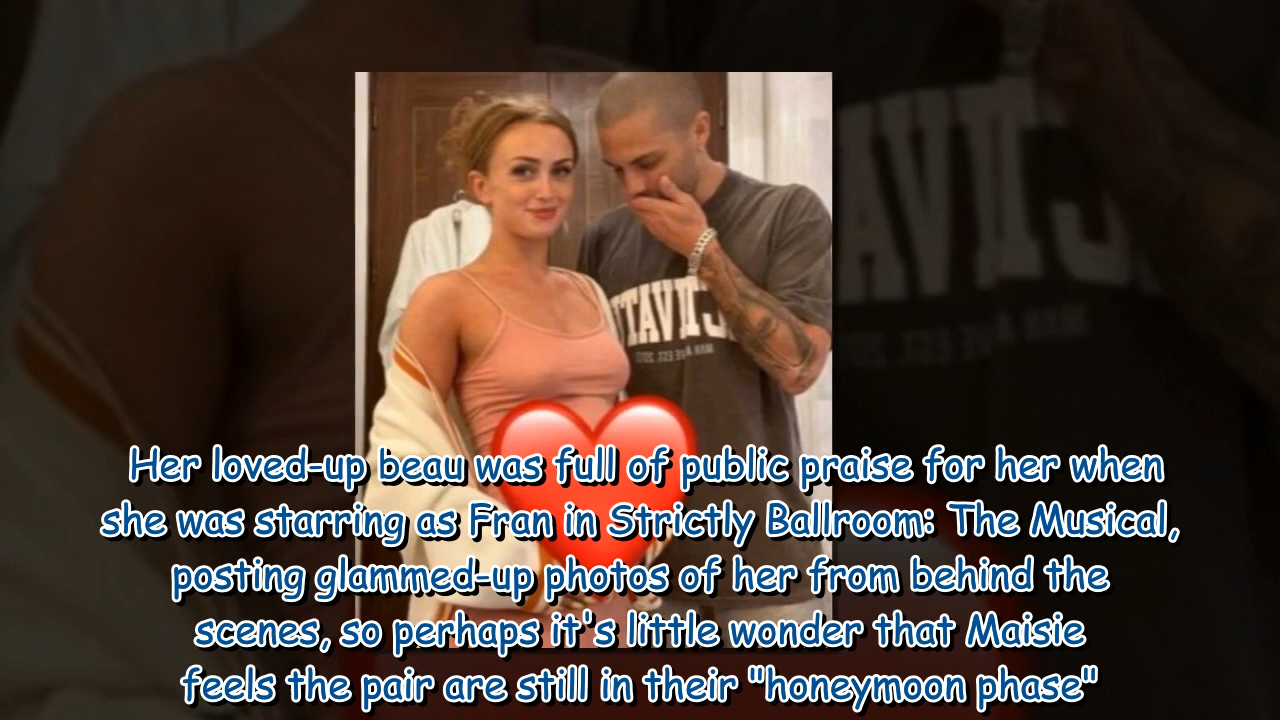 Her loved-up beau was full of public praise for her when
she was starring as Fran in Strictly Ballroom: The Musical,
posting glammed-up photos of her from behind the
scenes, so perhaps it's little wonder that Maisie
feels the pair are still in their "honeymoon phase"